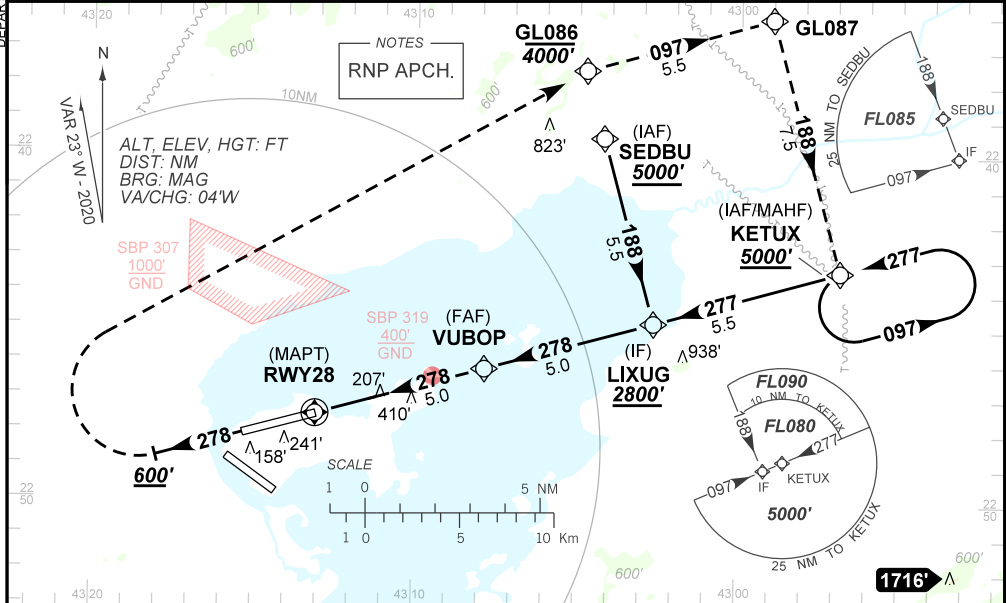 DEPAR
43 20
43 10
43 00
600'
GL086
4000'
097
5.5
GL087
NOTES
RNP APCH.
600'
N
10NM
VAR 23° W - 2020
ALT, ELEV, HGT: FT
DIST: NM
BRG: MAG
VA/CHG: 04'W
22
40
823'
(IAF)
SEDBU
5000'
188
7.5
25 NM TO SEDBU
188
FL085
SEDBU
IF
097
22
40
SBP 307
1000'
GND
188
5.5
(IAF/MAHF)
KETUX
5000'
277
097
277
5.5
SBP 319
400'
GND
(FAF)
VUBOP
278
5.0
(IF)
LIXUG
2800'
938'
(MAPT)
RWY28
207'
278
5.0
410'
278
241'
158'
600'
FL090
10 NM TO KETUX
FL080
188
277
097
IF
KETUX
5000'
25 NM TO KETUX
SCALE
1 0 5 NM
1 0 5 10 Km
22
50
22
50
600'
600'
1716'
43 20
43 10
43 00